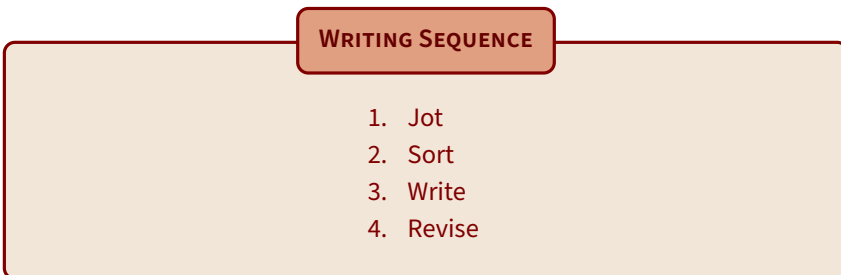 Writing Sequence
1. Jot
2. Sort
3. Write
4. Revise